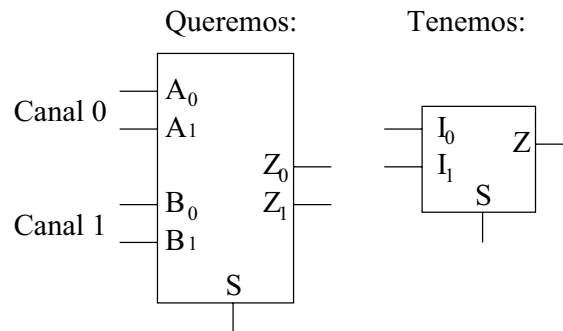 Queremos:
Tenemos:
Canal 0
A0
A1
Canal 1
B0
B1
Z0
Z1
S
I0
I1
Z
S